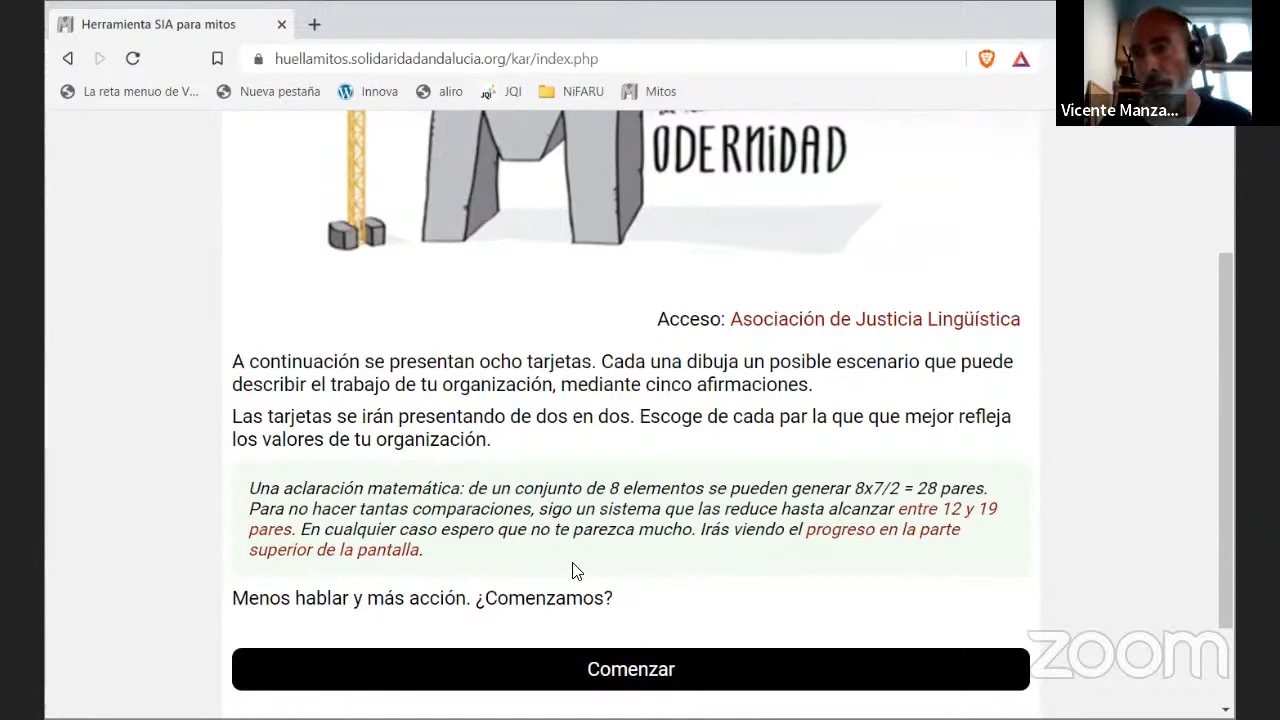 Herramienta SIA para mitos
huellamitos.solidaridadandalucia.org/kar/index.php
La reta menuo de V... Nueva pestaña Innova aliro JQI NiFARU Mitos
Vicente Manza...
ODERNiDAD
Acceso: Asociación de Justicia Lingüística
A continuación se presentan ocho tarjetas. Cada una dibuja un posible escenario que puede
describir el trabajo de tu organización, mediante cinco afirmaciones.
Las tarjetas se irán presentando de dos en dos. Escoge de cada par la que que mejor refleja
los valores de tu organización.
Una aclaración matemática: de un conjunto de 8 elementos se pueden generar 8x7/2 = 28 pares.
Para no hacer tantas comparaciones, sigo un sistema que las reduce hasta alcanzar entre 12 y 19
pares. En cualquier caso espero que no te parezca mucho. Irás viendo el progreso en la parte
superior de la pantalla.
Menos hablar y más acción. ¿Comenzamos?
Comenzar
zoom